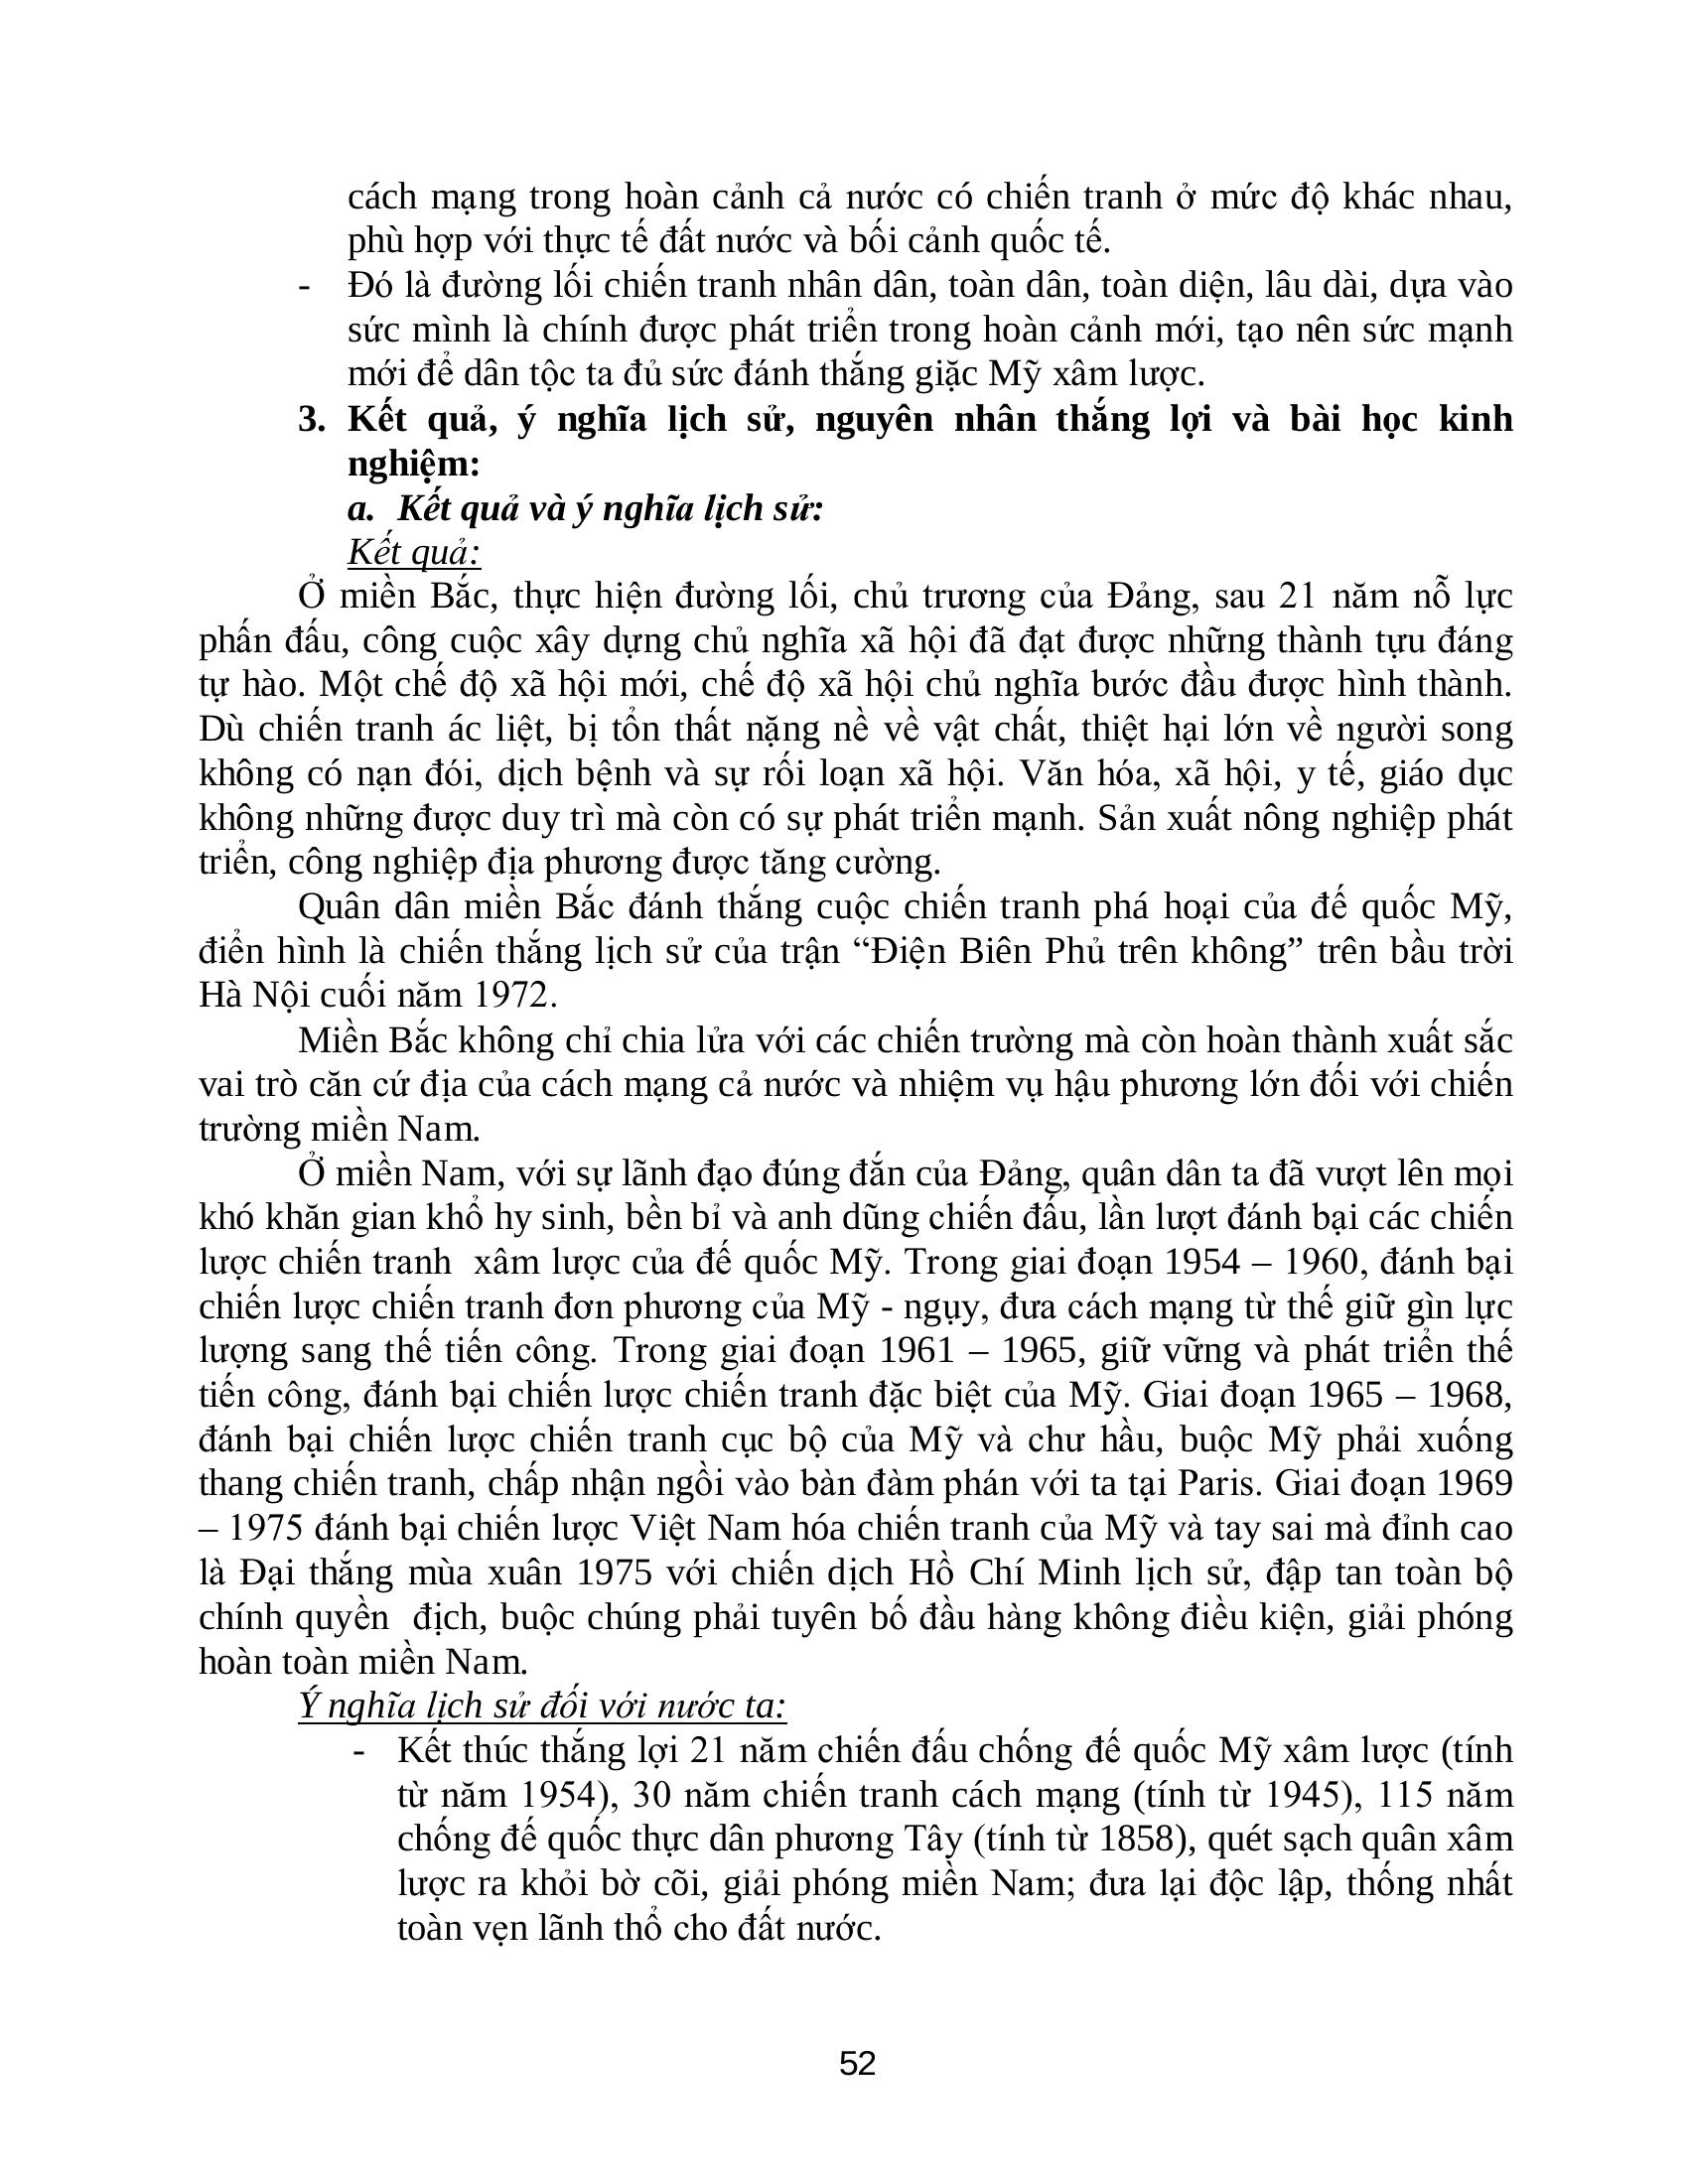 cách mạng trong hoàn cảnh cả nước có chiến tranh ở mức độ khác nhau,
phù hợp với thực tế đất nước và bối cảnh quốc tế.
- Đó là đường lối chiến tranh nhân dân, toàn dân, toàn diện, lâu dài, dựa vào
sức mình là chính được phát triển trong hoàn cảnh mới, tạo nên sức mạnh
mới để dân tộc ta đủ sức đánh thắng giặc Mỹ xâm lược.
3. Kết quả, ý nghĩa lịch sử, nguyên nhân thắng lợi và bài học kinh
nghiệm:
a. Kết quả và ý nghĩa lịch sử:
Kết quả:
Ở miền Bắc, thực hiện đường lối, chủ trương của Đảng, sau 21 năm nỗ lực
phấn đấu, công cuộc xây dựng chủ nghĩa xã hội đã đạt được những thành tựu đáng
tự hào. Một chế độ xã hội mới, chế độ xã hội chủ nghĩa bước đầu được hình thành.
Dù chiến tranh ác liệt, bị tổn thất nặng nề về vật chất, thiệt hại lớn về người song
không có nạn đói, dịch bệnh và sự rối loạn xã hội. Văn hóa, xã hội, y tế, giáo dục
không những được duy trì mà còn có sự phát triển mạnh. Sản xuất nông nghiệp phát
triển, công nghiệp địa phương được tăng cường.
Quân dân miền Bắc đánh thắng cuộc chiến tranh phá hoại của đế quốc Mỹ,
điển hình là chiến thắng lịch sử của trận “Điện Biên Phủ trên không” trên bầu trời
Hà Nội cuối năm 1972.
Miền Bắc không chỉ chia lửa với các chiến trường mà còn hoàn thành xuất sắc
vai trò căn cứ địa của cách mạng cả nước và nhiệm vụ hậu phương lớn đối với chiến
trường miền Nam.
Ở miền Nam, với sự lãnh đạo đúng đắn của Đảng, quân dân ta đã vượt lên mọi
khó khăn gian khổ hy sinh, bền bỉ và anh dũng chiến đấu, lần lượt đánh bại các chiến
lược chiến tranh  xâm lược của đế quốc Mỹ. Trong giai đoạn 1954 – 1960, đánh bại
chiến lược chiến tranh đơn phương của Mỹ - ngụy, đưa cách mạng từ thế giữ gìn lực
lượng sang thế tiến công. Trong giai đoạn 1961 – 1965, giữ vững và phát triển thế
tiến công, đánh bại chiến lược chiến tranh đặc biệt của Mỹ. Giai đoạn 1965 – 1968,
đánh bại chiến lược chiến tranh cục bộ của Mỹ và chư hầu, buộc Mỹ phải xuống
thang chiến tranh, chấp nhận ngồi vào bàn đàm phán với ta tại Paris. Giai đoạn 1969
– 1975 đánh bại chiến lược Việt Nam hóa chiến tranh của Mỹ và tay sai mà đỉnh cao
là Đại thắng mùa xuân 1975 với chiến dịch Hồ Chí Minh lịch sử, đập tan toàn bộ
chính quyền  địch, buộc chúng phải tuyên bố đầu hàng không điều kiện, giải phóng
hoàn toàn miền Nam.
Ý nghĩa lịch sử đối với nước ta:
- Kết thúc thắng lợi 21 năm chiến đấu chống đế quốc Mỹ xâm lược (tính
từ năm 1954), 30 năm chiến tranh cách mạng (tính từ 1945), 115 năm
chống đế quốc thực dân phương Tây (tính từ 1858), quét sạch quân xâm
lược ra khỏi bờ cõi, giải phóng miền Nam; đưa lại độc lập, thống nhất
toàn vẹn lãnh thổ cho đất nước.
52